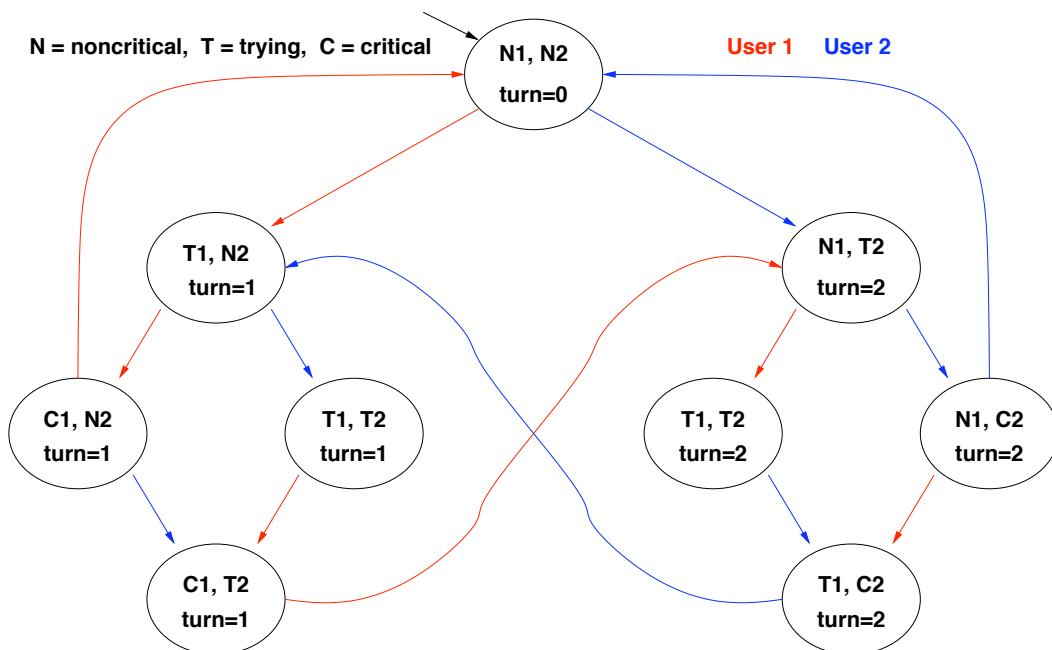 N = noncritical, T = trying, C = critical
User 1 User 2
N1, N2
turn=0
T1, N2
turn=1
N1, T2
turn=2
C1, N2
turn=1
T1, T2
turn=1
T1, T2
turn=2
N1, C2
turn=2
C1, T2
turn=1
T1, C2
turn=2